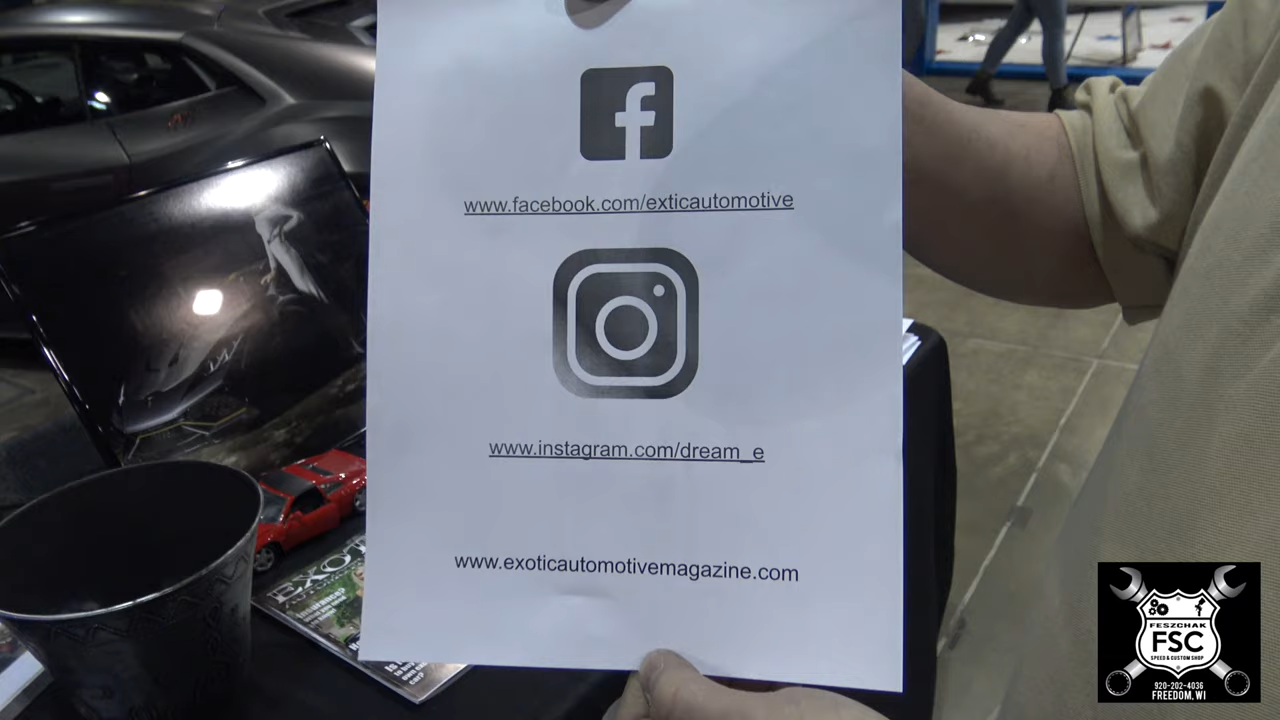 www.facebook.com/exticautomotive
www.instagram.com/dream_e
www.exoticautomotivemagazine.com
EXOT
FESZCHAK
FSC
SPEED & CUSTOM SHOP
920-202-4036
FREEDOM, WI